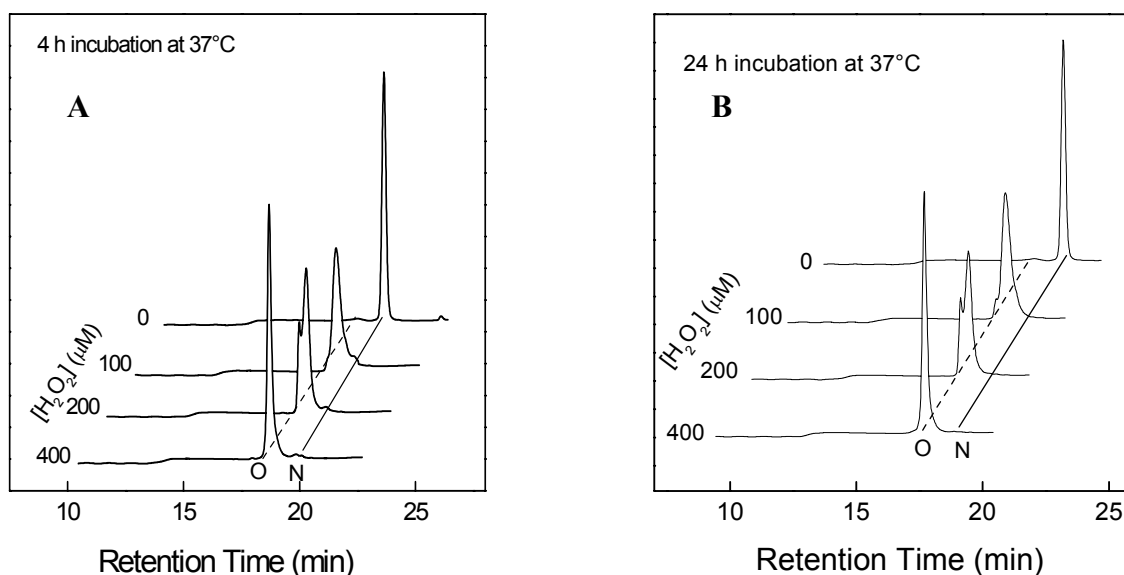 4 h incubation at 37°C
A
0
100
200
400
[H₂O₂] (μM)
O N
10 15 20 25
Retention Time (min)
24 h incubation at 37°C
B
0
100
200
400
[H₂O₂] (μM)
O N
10 15 20 25
Retention Time (min)